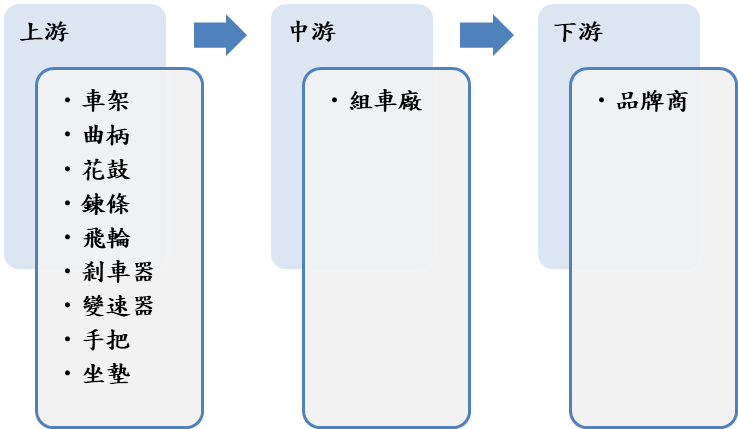 上游
・車架
・曲柄
・花鼓
・鍊條
・飛輪
・剎車器
・變速器
・手把
・坐墊
中游
・組車廠
下游
・品牌商